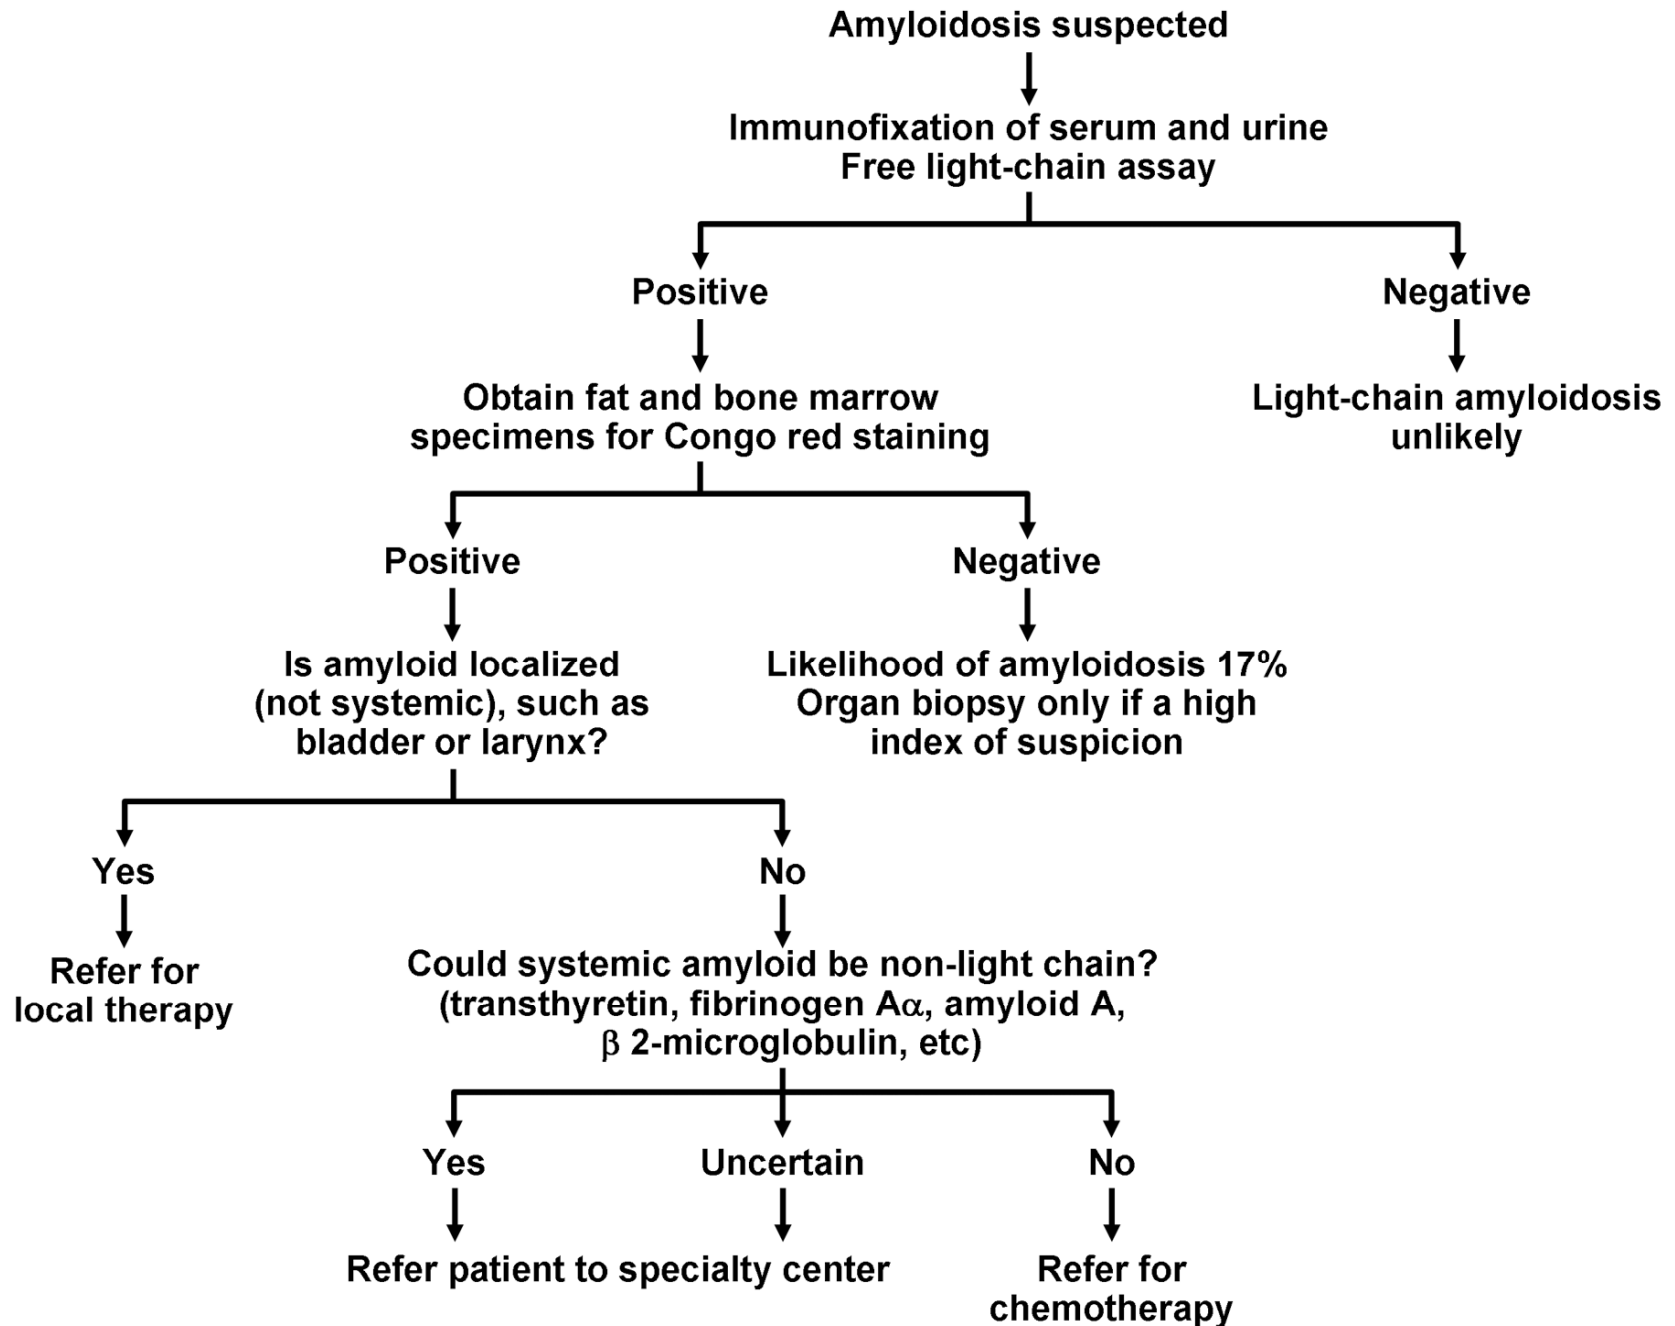 Amyloidosis suspected
Immunofixation of serum and urine
Free light-chain assay
Positive
Negative
Obtain fat and bone marrow
specimens for Congo red staining
Light-chain amyloidosis
unlikely
Positive
Negative
Is amyloid localized
(not systemic), such as
bladder or larynx?
Likelihood of amyloidosis 17%
Organ biopsy only if a high
index of suspicion
Yes
No
Refer for
local therapy
Could systemic amyloid be non-light chain?
(transthyretin, fibrinogen Aα, amyloid A,
β 2-microglobulin, etc)
Yes
Uncertain
No
Refer patient to specialty center
Refer for
chemotherapy